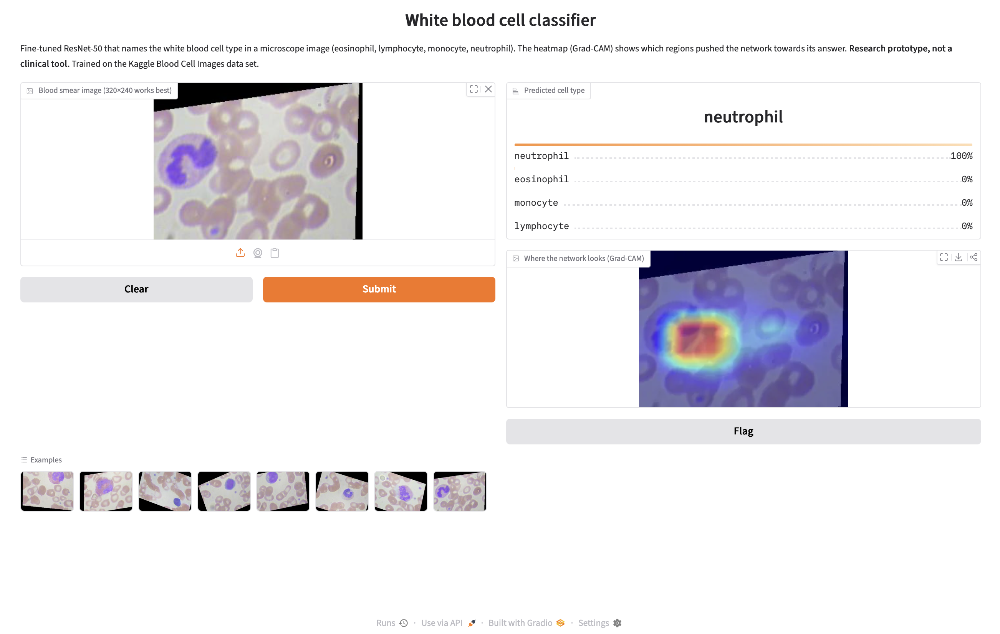 White blood cell classifier
Fine-tuned ResNet-50 that names the white blood cell type in a microscope image (eosinophil, lymphocyte, monocyte, neutrophil). The heatmap (Grad-CAM) shows which regions pushed the network towards its answer. Research prototype, not a
clinical tool. Trained on the Kaggle Blood Cell Images data set.
Blood smear image (320×240 works best)
Clear
Submit
Predicted cell type
neutrophil
neutrophil 100%
eosinophil 0%
monocyte 0%
lymphocyte 0%
Where the network looks (Grad-CAM)
Flag
Examples
Runs · Use via API · Built with Gradio · Settings